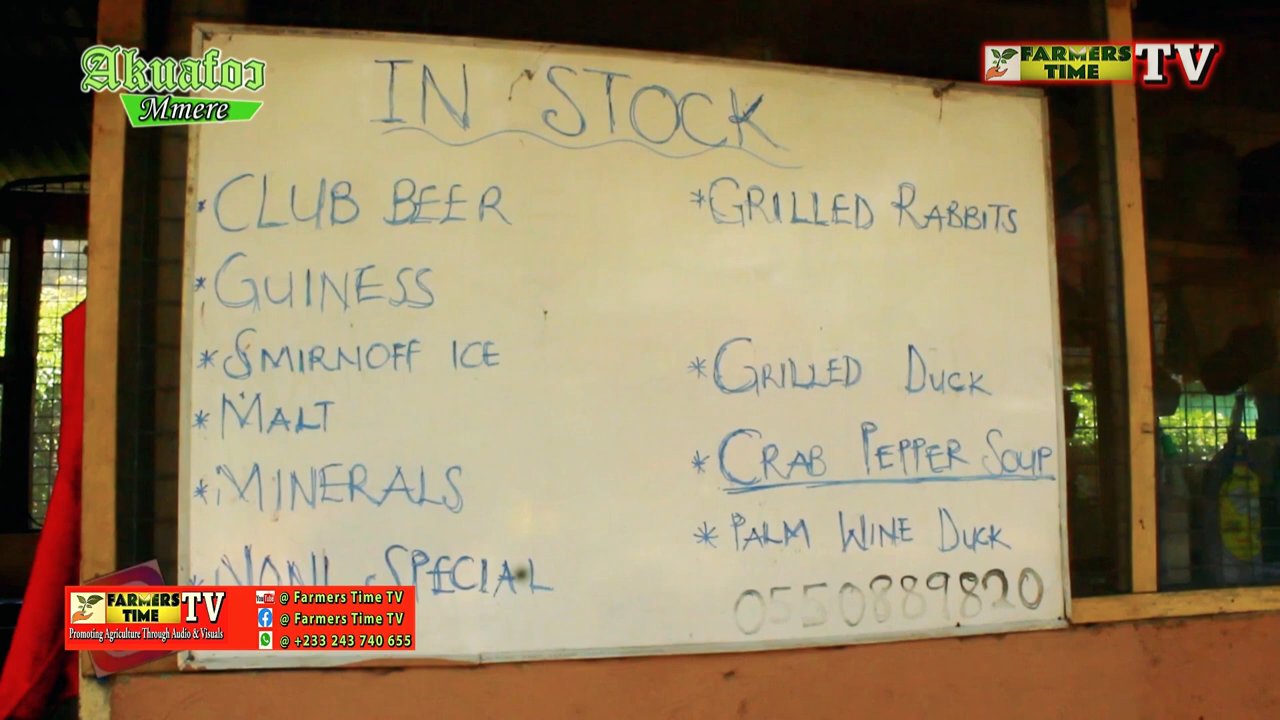 Akuafoɔ
Mmere
FARMERS
TIME
TV
IN STOCK
* CLUB BEER
* GUINESS
* SMIRNOFF ICE
* MALT
* MINERALS
* NONI SPECIAL
* GRILLED RABBITS
* GRILLED DUCK
* CRAB PEPPER SOUP
* PALM WINE DUCK
0550889820
FARMERS
TIME
TV
Promoting Agriculture Through Audio & Visuals
YouTube @ Farmers Time TV
@ Farmers Time TV
@ +233 243 740 655